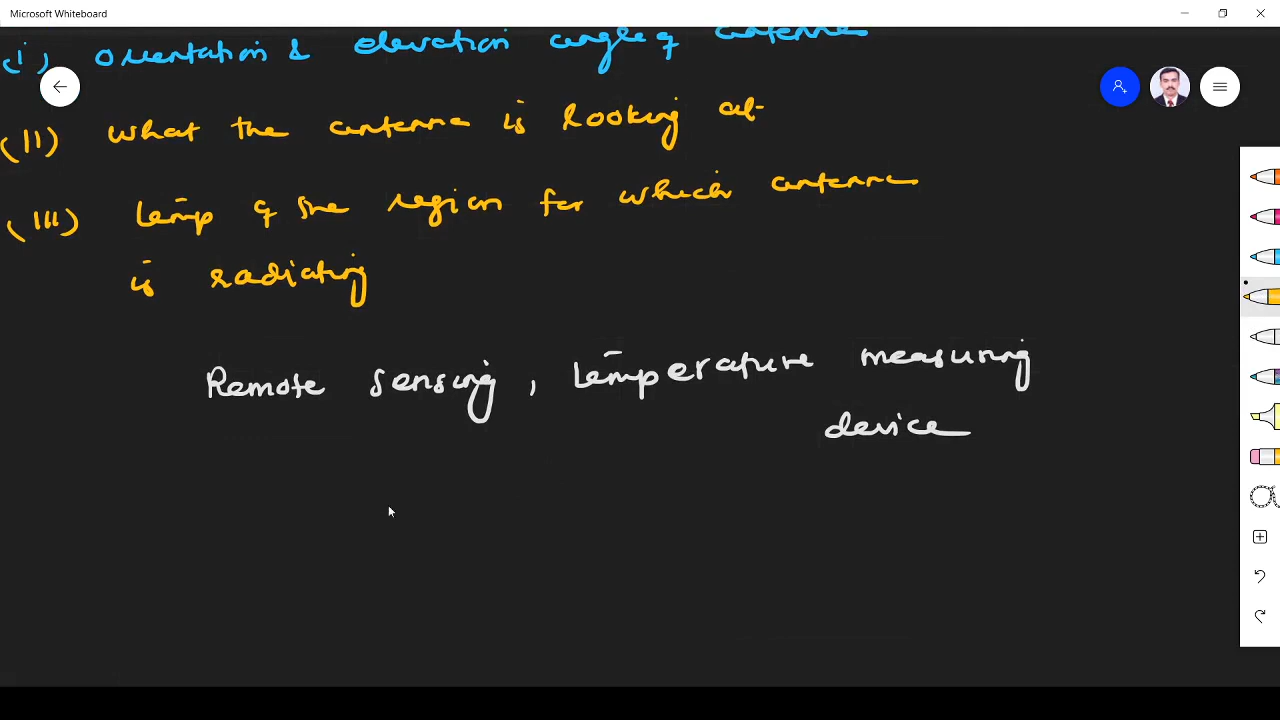 Microsoft Whiteboard
(i) orientation & elevation angle of antenna
(II) what the antenna is looking at
(III) temp of the region for which antenna
is radiating
Remote sensing, temperature measuring
device